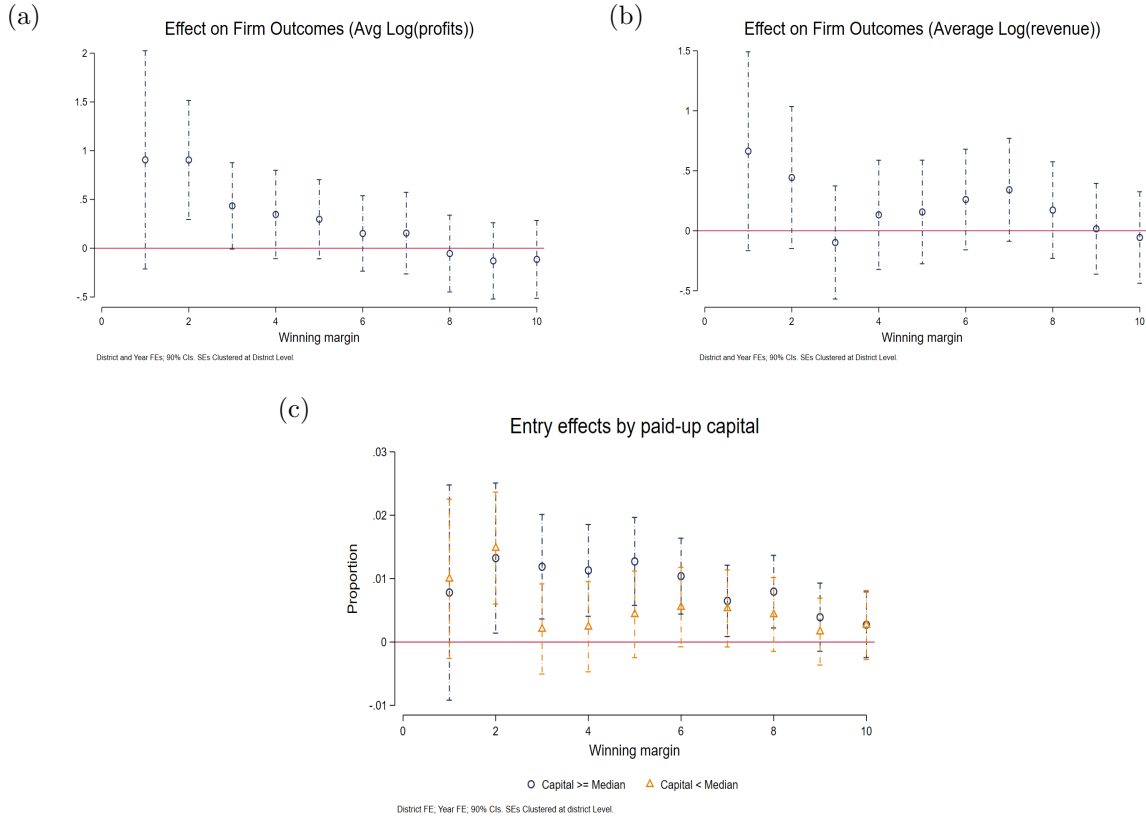 (a)
Effect on Firm Outcomes (Avg Log(profits))
2
1.5
1
.5
0
-.5
0 2 4 6 8 10
Winning margin
District and Year FEs; 90% CIs. SEs Clustered at District Level.
(b)
Effect on Firm Outcomes (Average Log(revenue))
1.5
1
.5
0
-.5
0 2 4 6 8 10
Winning margin
District and Year FEs; 90% CIs. SEs Clustered at District Level.
(c)
Entry effects by paid-up capital
Proportion
.03
.02
.01
0
-.01
0 2 4 6 8 10
Winning margin
Capital >= Median Capital < Median
District FE; Year FE; 90% CIs. SEs Clustered at district Level.